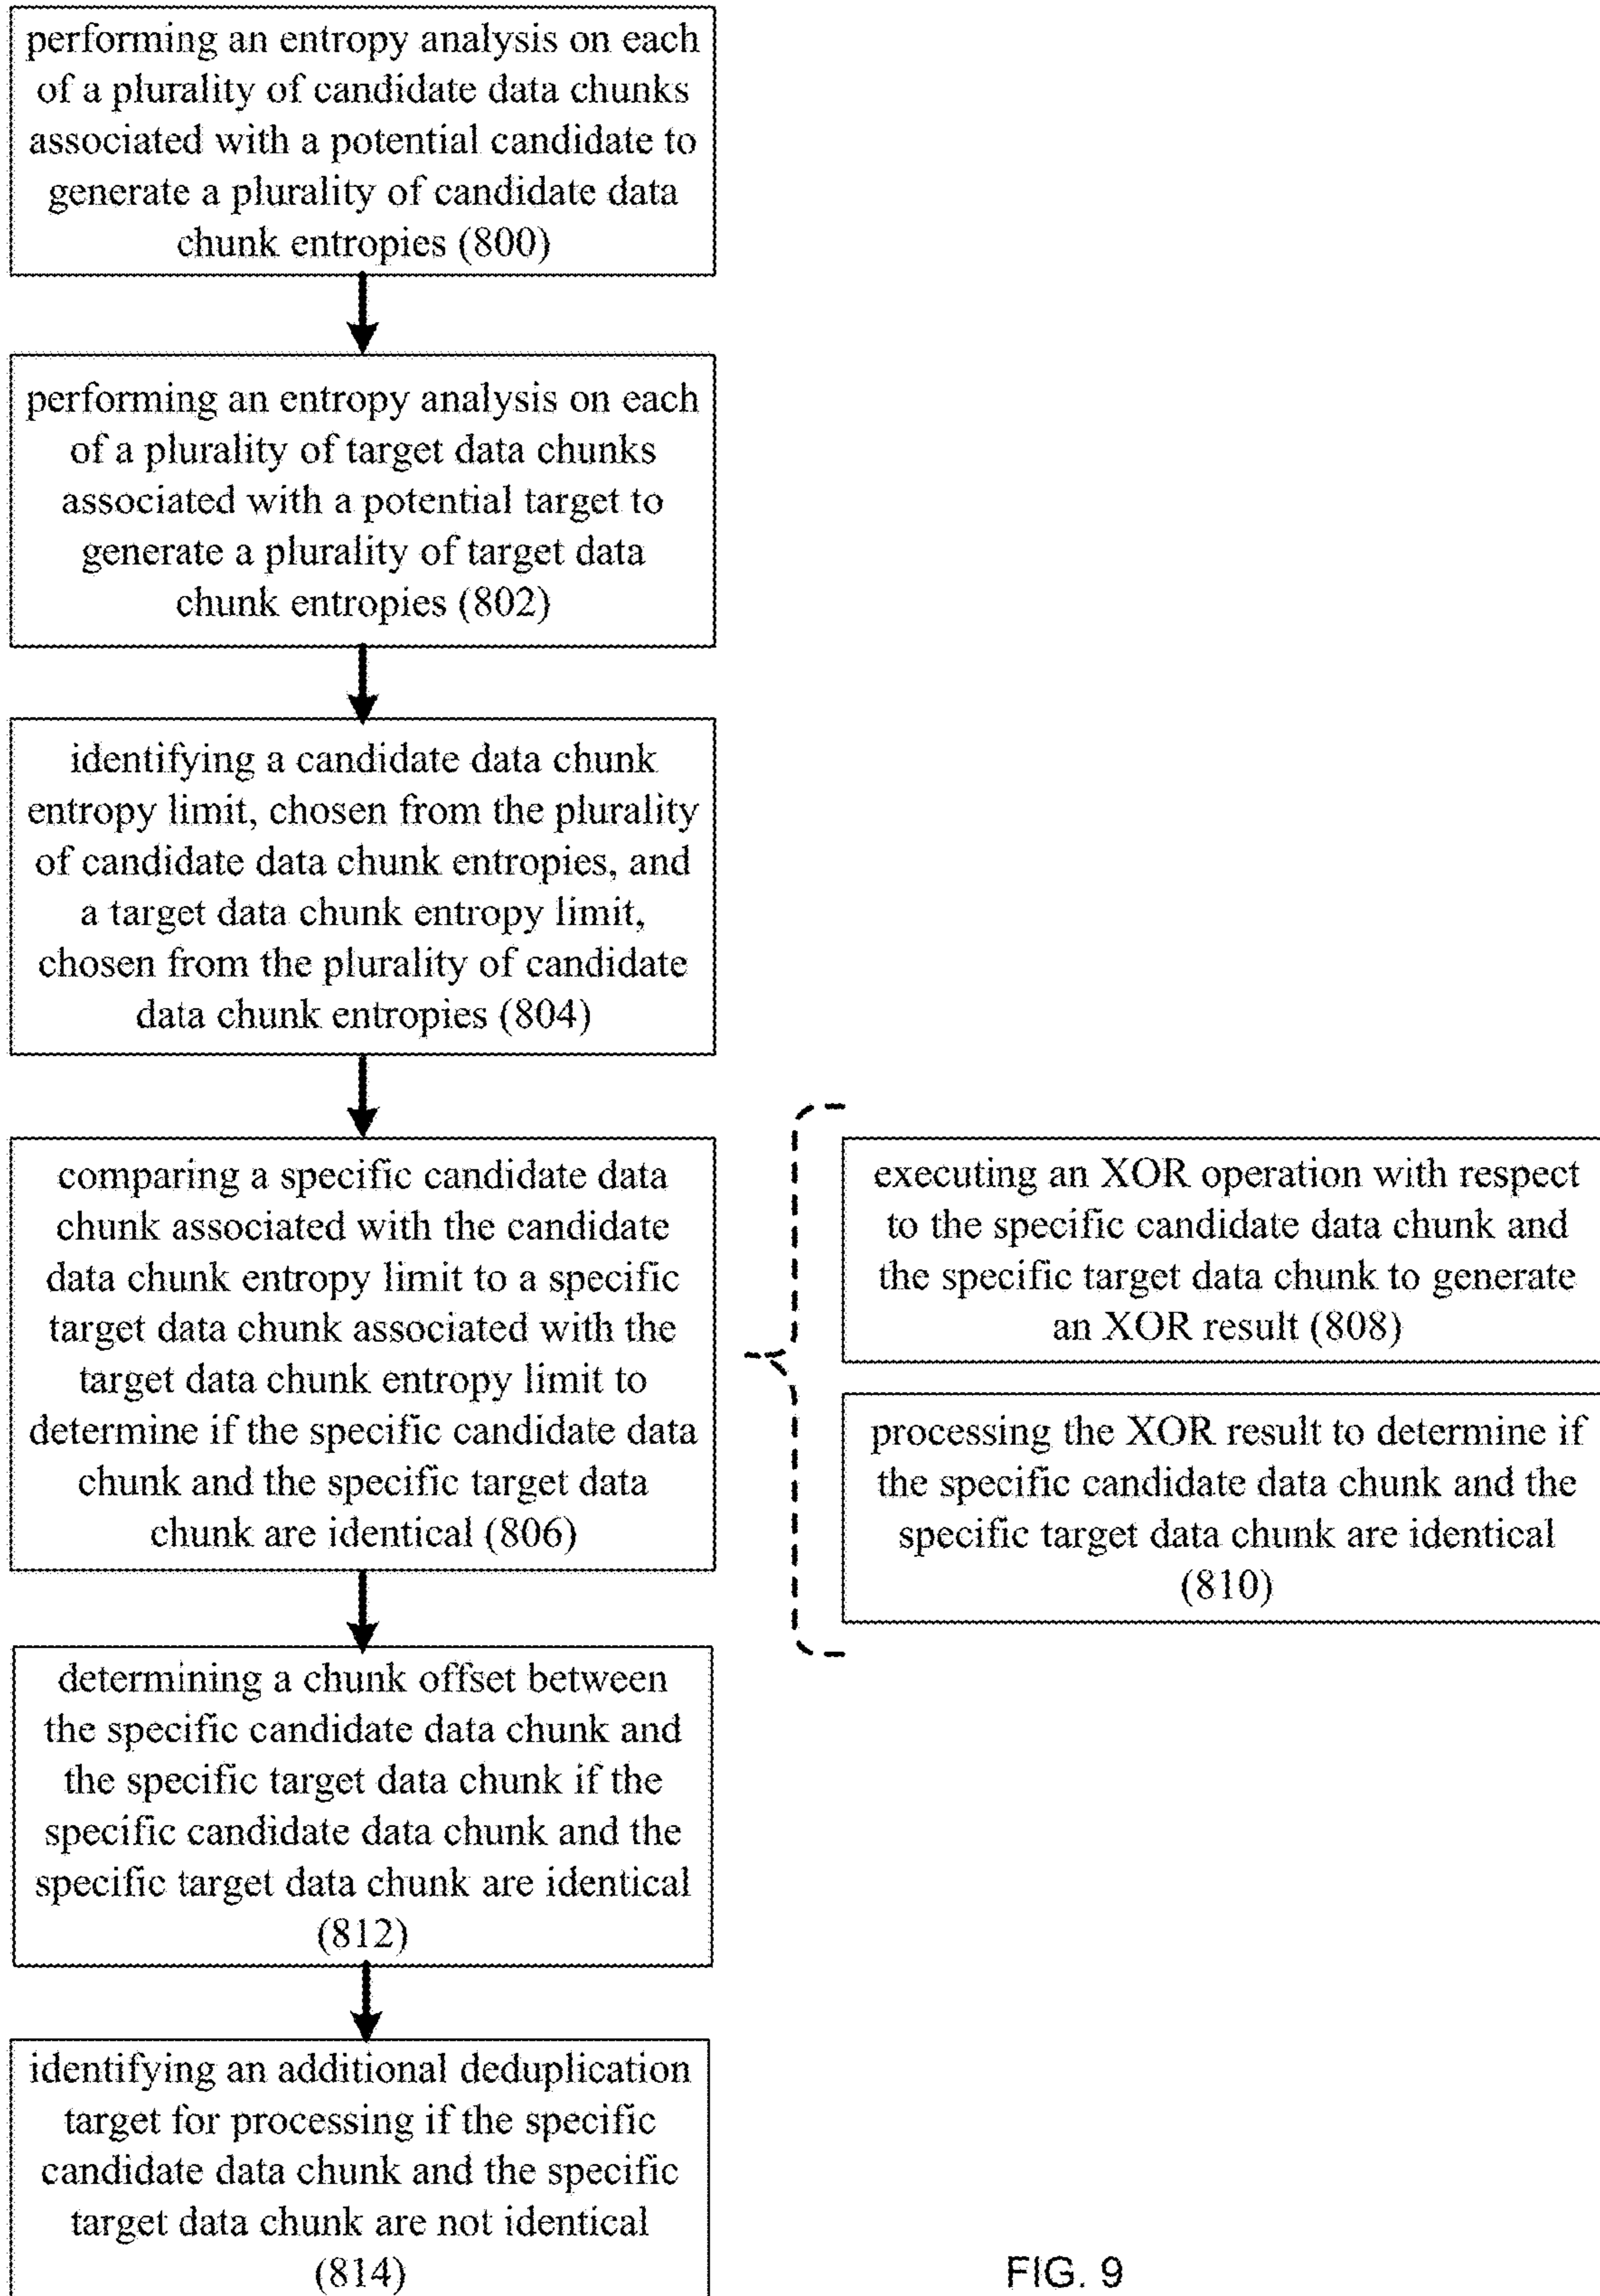 performing an entropy analysis on each
of a plurality of candidate data chunks
associated with a potential candidate to
generate a plurality of candidate data
chunk entropies (800)
performing an entropy analysis on each
of a plurality of target data chunks
associated with a potential target to
generate a plurality of target data
chunk entropies (802)
identifying a candidate data chunk
entropy limit, chosen from the plurality
of candidate data chunk entropies, and
a target data chunk entropy limit,
chosen from the plurality of candidate
data chunk entropies (804)
comparing a specific candidate data
chunk associated with the candidate
data chunk entropy limit to a specific
target data chunk associated with the
target data chunk entropy limit to
determine if the specific candidate data
chunk and the specific target data
chunk are identical (806)
executing an XOR operation with respect
to the specific candidate data chunk and
the specific target data chunk to generate
an XOR result (808)
processing the XOR result to determine if
the specific candidate data chunk and the
specific target data chunk are identical
(810)
determining a chunk offset between
the specific candidate data chunk and
the specific target data chunk if the
specific candidate data chunk and the
specific target data chunk are identical
(812)
identifying an additional deduplication
target for processing if the specific
candidate data chunk and the specific
target data chunk are not identical
(814)
FIG. 9